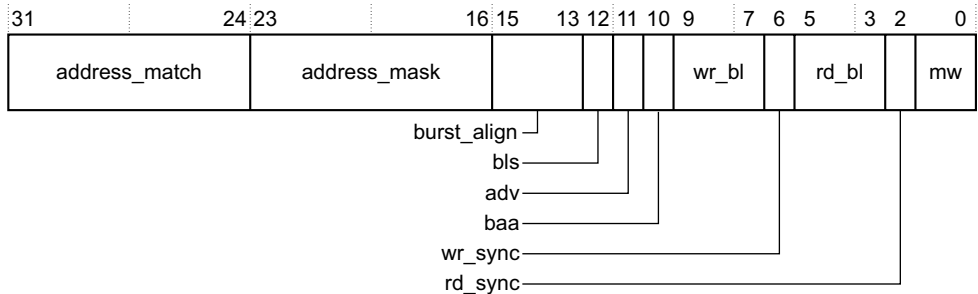 31 24 23 16 15 13 12 11 10 9 7 6 5 3 2 0
address_match address_mask wr_bl rd_bl mw
burst_align
bls
adv
baa
wr_sync
rd_sync